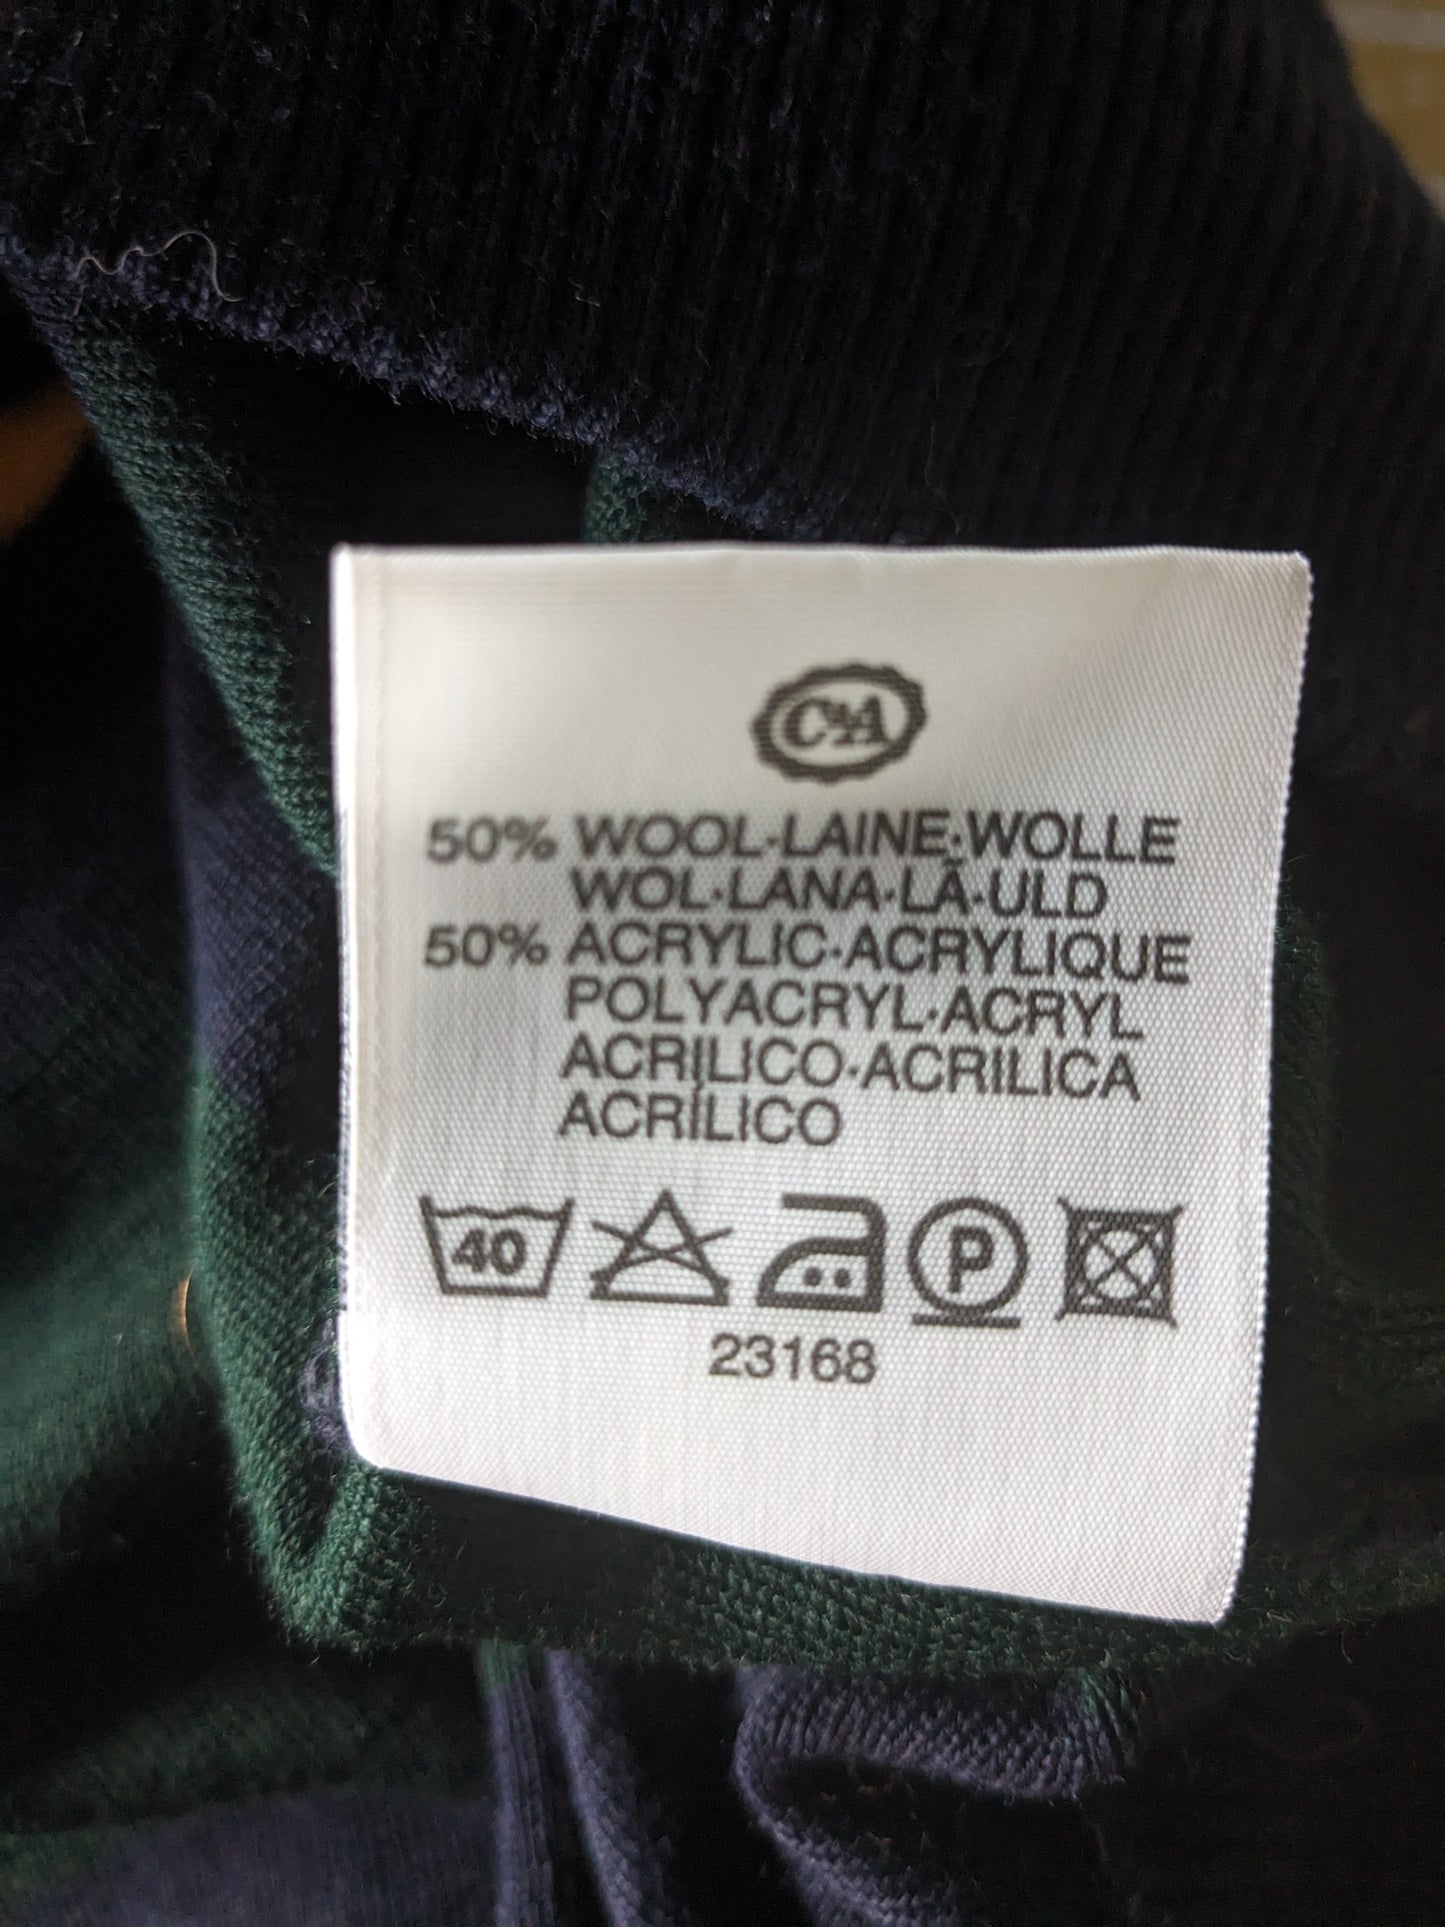 C&A
50% WOOL·LAINE·WOLLE
WOL·LANA·LÃ·ULD
50% ACRYLIC·ACRYLIQUE
POLYACRYL·ACRYL
ACRILICO·ACRILICA
ACRÍLICO
40 P
23168